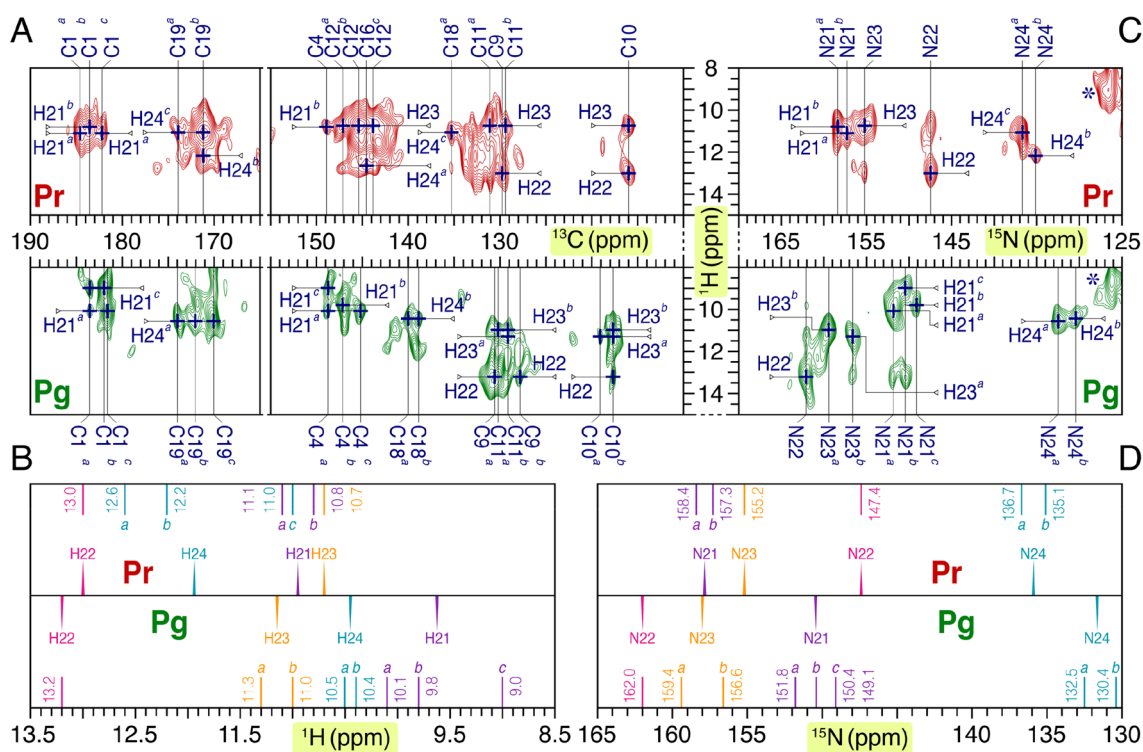 A
C
C1a
C1b
C1c
C19a
C19b
C4
C12a
C12b
C16
C12c
C18a
C11a
C9
C11b
C10
N21a
N21b
N23
N22
N24a
N24b
H21b
H21a
H21a
H24c
H24b
H21b
H23
H24c
H24a
H23
H22
H23
H22
Pr
H21b
H21a
H23
H22
H24c
H24b
*
Pr
8
10
12
14
190
180
170
149
140
130
13C (ppm)
1H (ppm)
165
155
145
15N (ppm)
125
H21a
H21c
H24a
H21c
H21a
H21b
H24b
H23b
H23a
H22
H22
H23b
H23a
H22
Pg
H23b
H22
H21c
H21b
H21a
H23a
H24a
H24b
*
Pg
8
10
12
14
C1a
C1b
C1c
C19a
C19b
C19c
C4a
C4b
C4c
C18a
C18b
C9a
C11a
C11b
C9b
C10a
C10b
N22
N23a
N23b
N21a
N21b
N21c
N24a
N24b
B
D
13.0
12.6
a
12.2
b
11.1
a
11.0
c
10.8
b
10.7
H22
H24
H21
H23
Pr
Pg
H22
H23
H24
H21
13.2
11.3
a
11.0
b
10.5
a
10.4
b
10.1
a
9.8
b
9.0
c
13.5
12.5
11.5
1H (ppm)
9.5
8.5
158.4
a
157.3
b
155.2
147.4
136.7
a
135.1
b
N21
N23
N22
N24
Pr
Pg
N22
N23
N21
N24
162.0
159.4
a
156.6
b
151.8
a
150.4
b
149.1
c
132.5
a
130.4
b
165
160
155
15N (ppm)
145
140
135
130